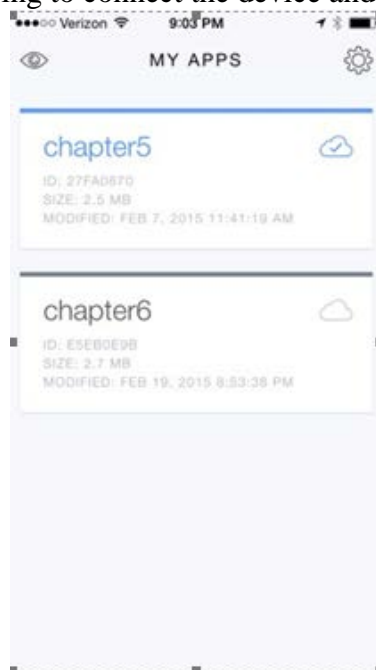 ing to connect the device and
Verizon 9:03 PM
MY APPS
chapter5
ID: 27FA0870
SIZE: 2.5 MB
MODIFIED: FEB 7, 2015 11:41:19 AM
chapter6
ID: E5EB0E9B
SIZE: 2.7 MB
MODIFIED: FEB 19, 2015 8:53:38 PM